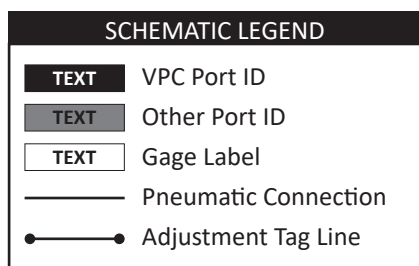 SCHEMATIC LEGEND
TEXT VPC Port ID
TEXT Other Port ID
TEXT Gage Label
Pneumatic Connection
Adjustment Tag Line